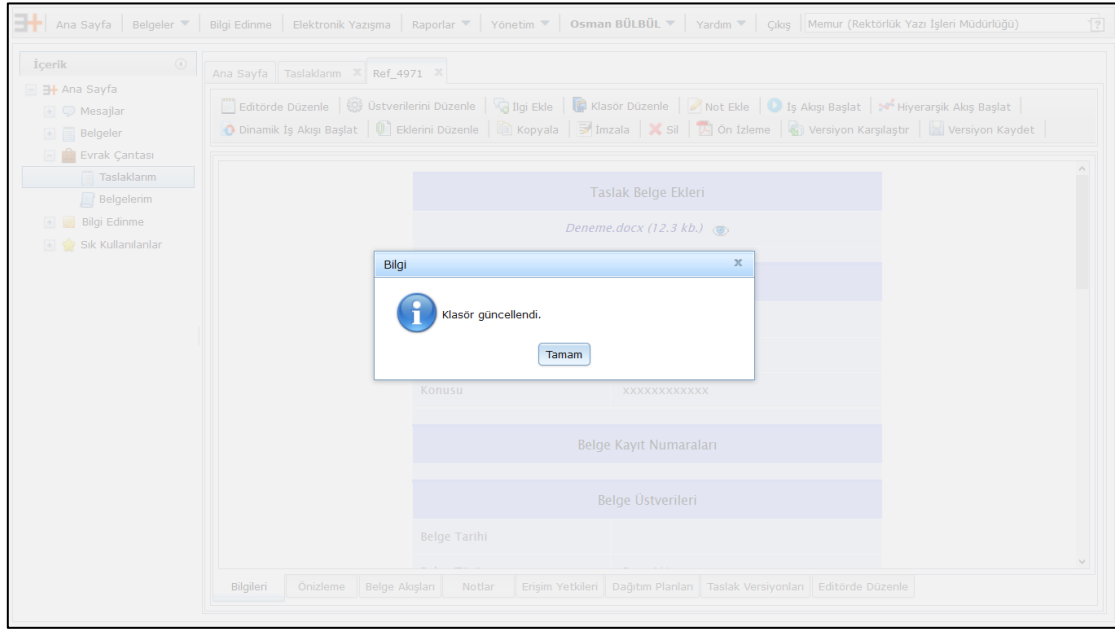 Ana Sayfa Belgeler Bilgi Edinme Elektronik Yazışma Raporlar Yönetim Osman BÜLBÜL Yardım Çıkış Memur (Rektörlük Yazı İşleri Müdürlüğü)
İçerik
Ana Sayfa
Mesajlar
Belgeler
Evrak Çantası
Taslaklarım
Belgelerim
Bilgi Edinme
Sık Kullanılanlar
Ana Sayfa Taslaklarım Ref_4971
Editörde Düzenle Üstverilerini Düzenle İlgi Ekle Klasör Düzenle Not Ekle İş Akışı Başlat Hiyerarşik Akış Başlat
Dinamik İş Akışı Başlat Eklerini Düzenle Kopyala İmzala Sil Ön İzleme Versiyon Karşılaştır Versiyon Kaydet
Taslak Belge Ekleri
Deneme.docx (12.3 kb.)
Bilgi
Klasör güncellendi.
Tamam
Konusu xxxxxxxxxxxx
Belge Kayıt Numaraları
Belge Üstverileri
Belge Tarihi
Bilgileri Önizleme Belge Akışları Notlar Erişim Yetkileri Dağıtım Planları Taslak Versiyonları Editörde Düzenle